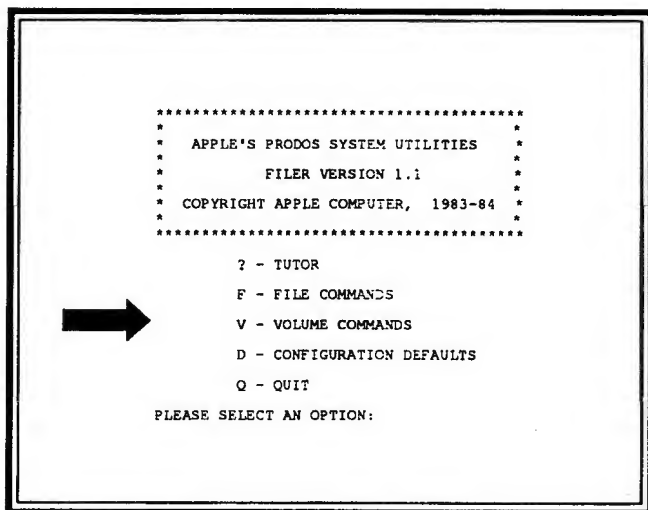 ****************************************
*                                      *
*   APPLE'S PRODOS SYSTEM UTILITIES    *
*          FILER VERSION 1.1           *
*  COPYRIGHT APPLE COMPUTER,  1983-84  *
*                                      *
****************************************
? - TUTOR
F - FILE COMMANDS
V - VOLUME COMMANDS
D - CONFIGURATION DEFAULTS
Q - QUIT
PLEASE SELECT AN OPTION: